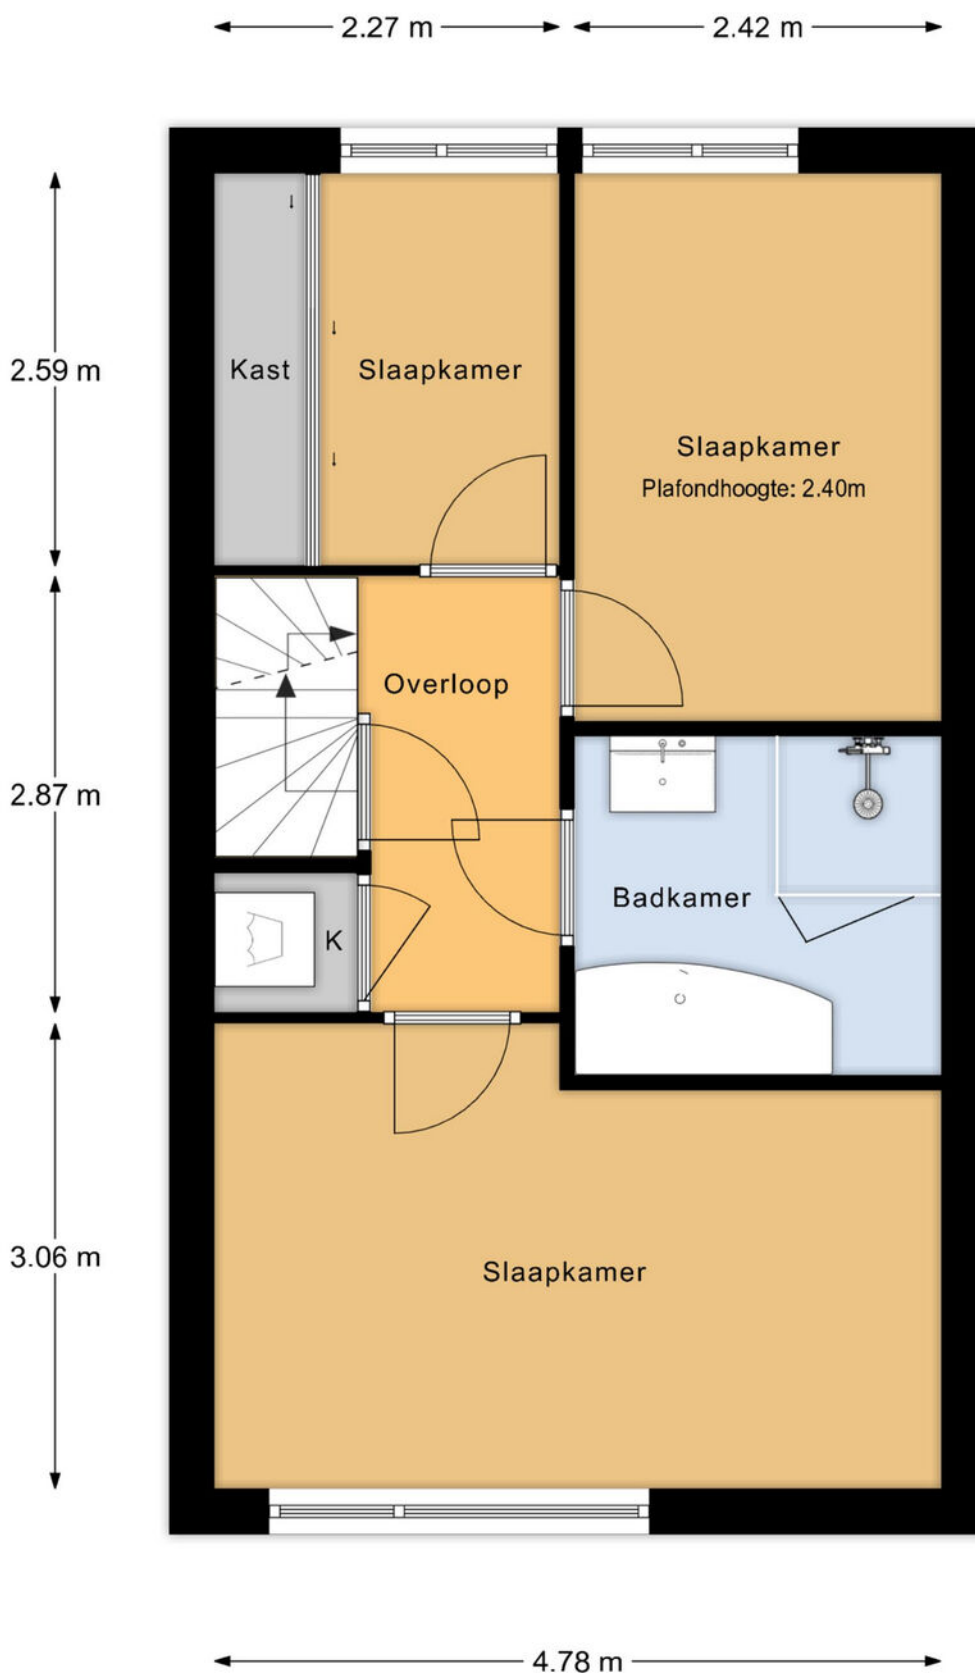 2.27 m
2.42 m
2.59 m
Kast
Slaapkamer
Slaapkamer
Plafondhoogte: 2.40m
Overloop
2.87 m
Badkamer
K
3.06 m
Slaapkamer
4.78 m